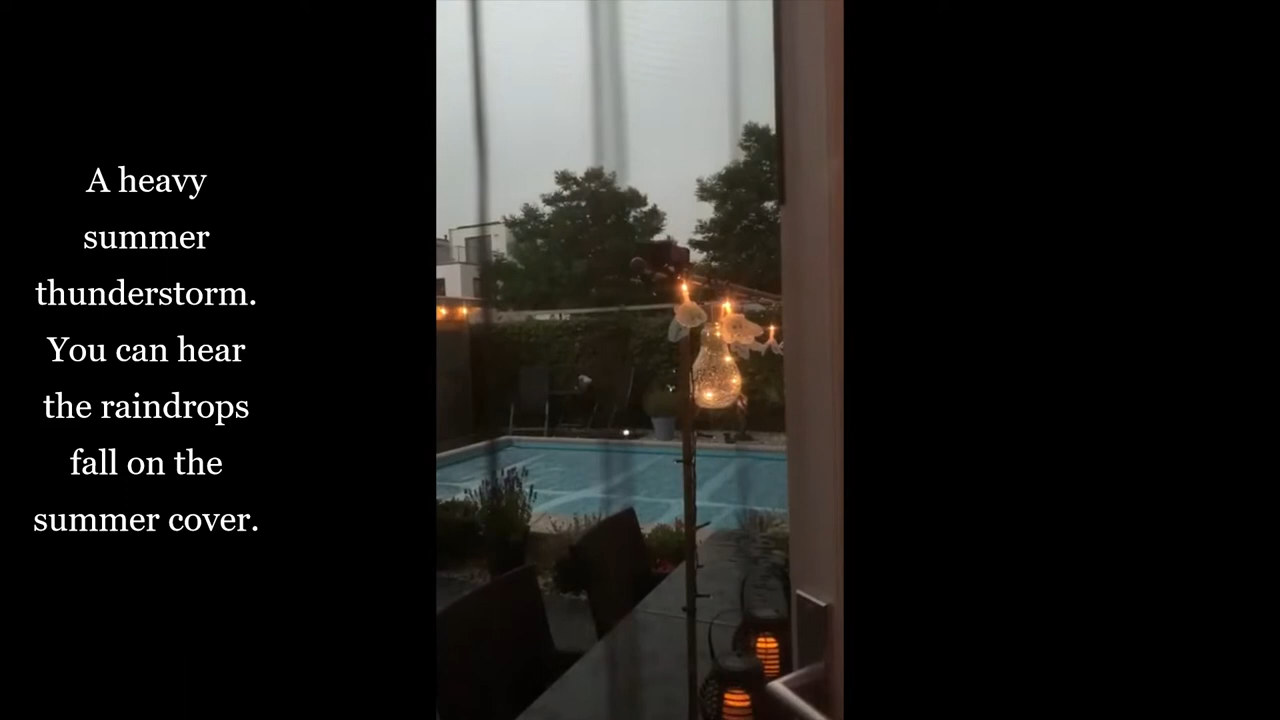 A heavy
summer
thunderstorm.
You can hear
the raindrops
fall on the
summer cover.